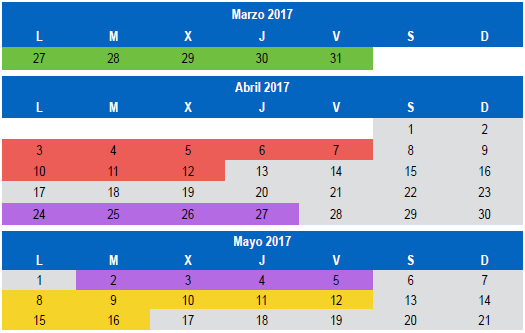 Marzo 2017
L M X J V S D
27 28 29 30 31
Abril 2017
L M X J V S D
1 2
3 4 5 6 7 8 9
10 11 12 13 14 15 16
17 18 19 20 21 22 23
24 25 26 27 28 29 30
Mayo 2017
L M X J V S D
1 2 3 4 5 6 7
8 9 10 11 12 13 14
15 16 17 18 19 20 21